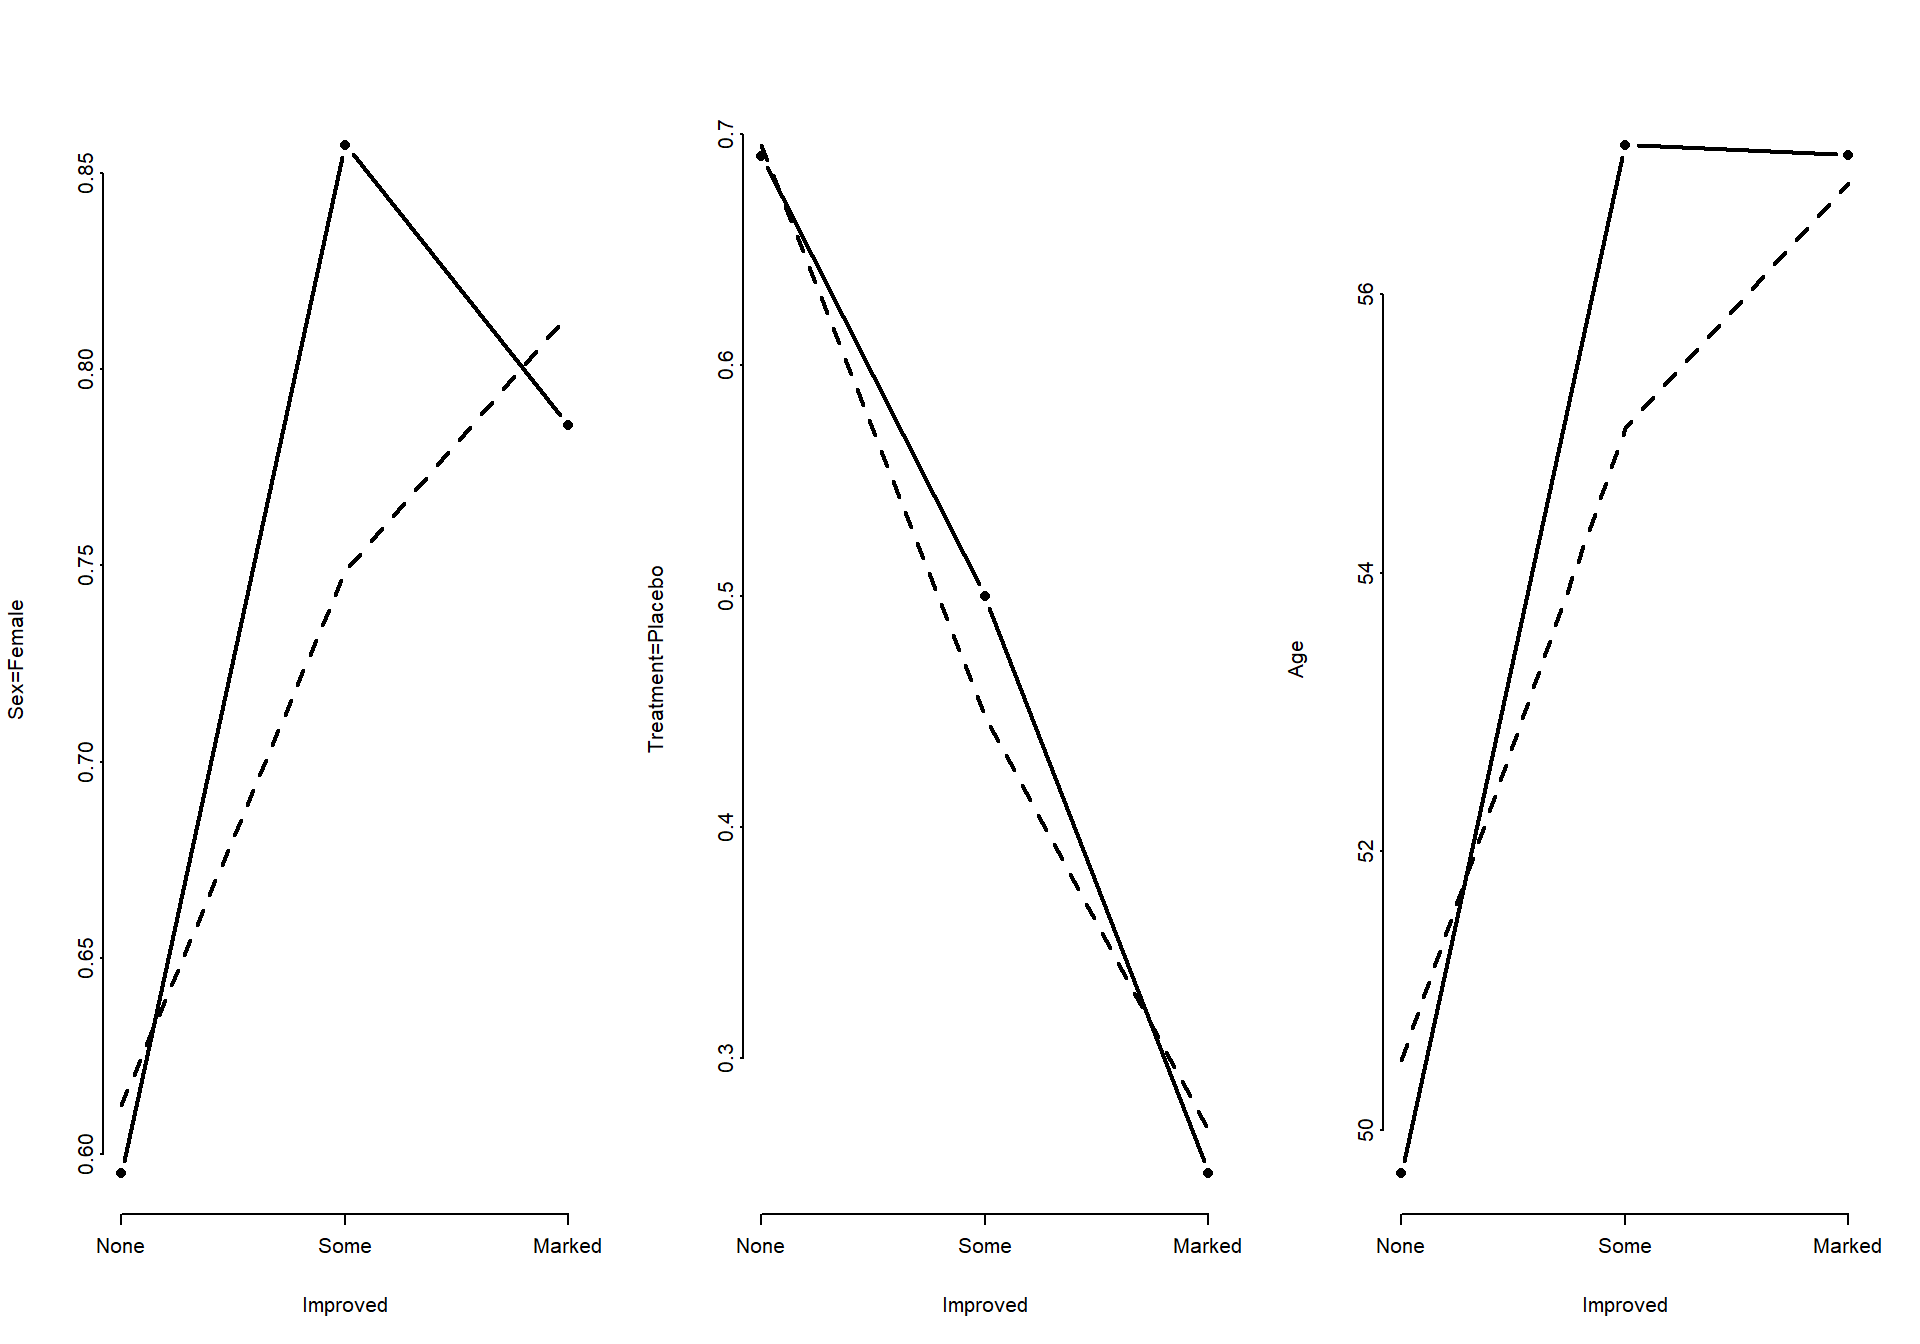 Sex=Female
0.85
0.80
0.75
0.70
0.65
0.60
None Some Marked
Improved
Treatment=Placebo
0.7
0.6
0.5
0.4
0.3
None Some Marked
Improved
Age
56
54
52
50
None Some Marked
Improved